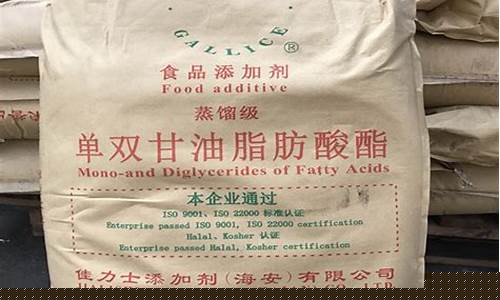 GALLICE®
食品添加剂
Food additive
蒸馏级
单双甘油脂肪酸酯
Mono-and Diglycerides of Fatty Acids
本企业通过
ISO 9001、ISO 22000 标准认证
Enterprise passed ISO 9001, ISO 22000 certification
Halal、Kosher 认证
Enterprise passed Halal, Kosher certification
佳力士添加剂(海安)有限公司